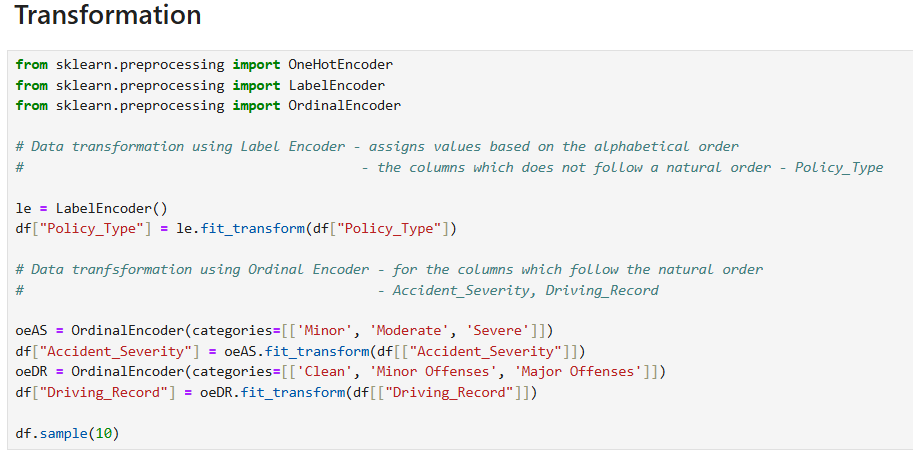 Transformation
from sklearn.preprocessing import OneHotEncoder
from sklearn.preprocessing import LabelEncoder
from sklearn.preprocessing import OrdinalEncoder
# Data transformation using Label Encoder - assigns values based on the alphabetical order
#                                         - the columns which does not follow a natural order - Policy_Type
le = LabelEncoder()
df["Policy_Type"] = le.fit_transform(df["Policy_Type"])
# Data tranfsformation using Ordinal Encoder - for the columns which follow the natural order
#                                           - Accident_Severity, Driving_Record
oeAS = OrdinalEncoder(categories=[['Minor', 'Moderate', 'Severe']])
df["Accident_Severity"] = oeAS.fit_transform(df[["Accident_Severity"]])
oeDR = OrdinalEncoder(categories=[['Clean', 'Minor Offenses', 'Major Offenses']])
df["Driving_Record"] = oeDR.fit_transform(df[["Driving_Record"]])
df.sample(10)